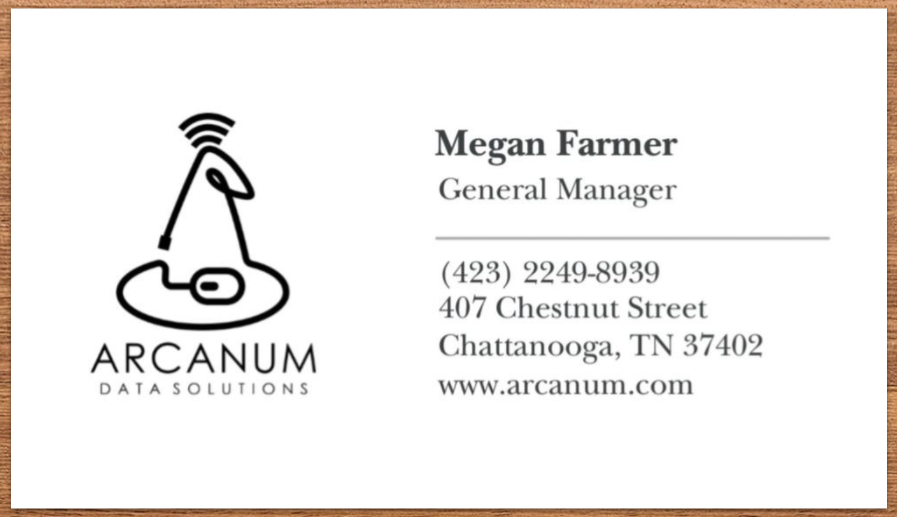 ARCANUM
DATA SOLUTIONS
Megan Farmer
General Manager
(423) 2249-8939
407 Chestnut Street
Chattanooga, TN 37402
www.arcanum.com